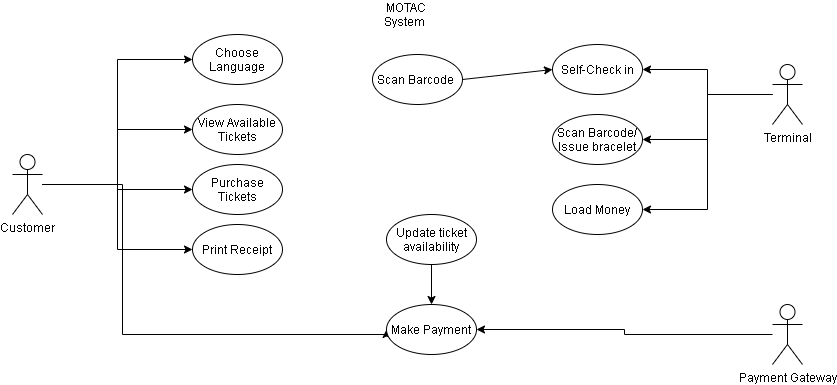 MOTAC
System
Choose
Language
Scan Barcode
Self-Check in
View Available
Tickets
Scan Barcode/
Issue bracelet
Terminal
Purchase
Tickets
Load Money
Customer
Print Receipt
Update ticket
availability
Make Payment
Payment Gateway